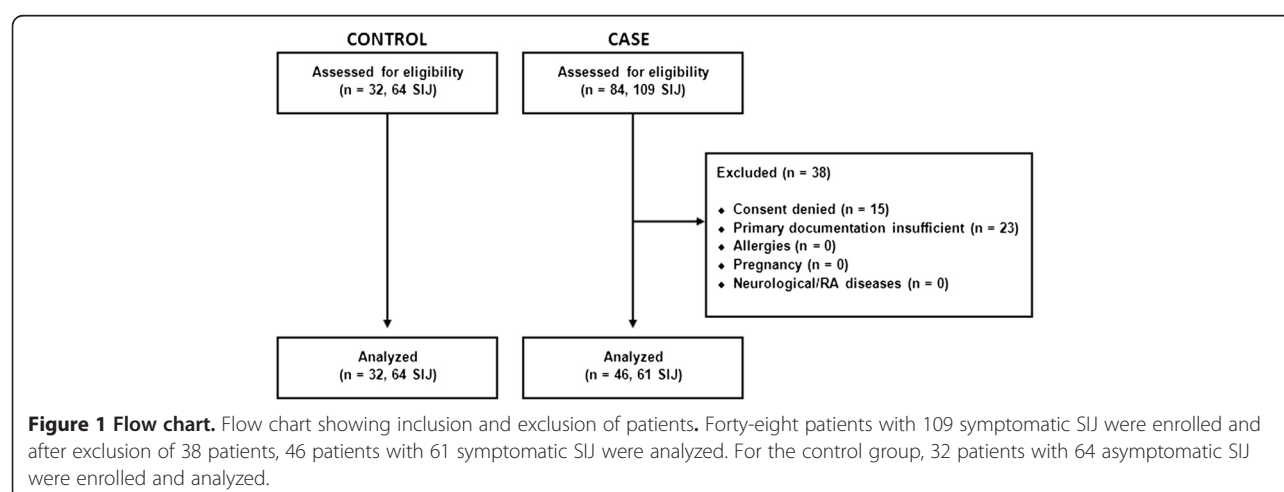 CONTROL
CASE
Assessed for eligibility
(n = 32, 64 SIJ)
Assessed for eligibility
(n = 84, 109 SIJ)
Excluded (n = 38)
◆ Consent denied (n = 15)
◆ Primary documentation insufficient (n = 23)
◆ Allergies (n = 0)
◆ Pregnancy (n = 0)
◆ Neurological/RA diseases (n = 0)
Analyzed
(n = 32, 64 SIJ)
Analyzed
(n = 46, 61 SIJ)
Figure 1 Flow chart. Flow chart showing inclusion and exclusion of patients. Forty-eight patients with 109 symptomatic SIJ were enrolled and
after exclusion of 38 patients, 46 patients with 61 symptomatic SIJ were analyzed. For the control group, 32 patients with 64 asymptomatic SIJ
were enrolled and analyzed.